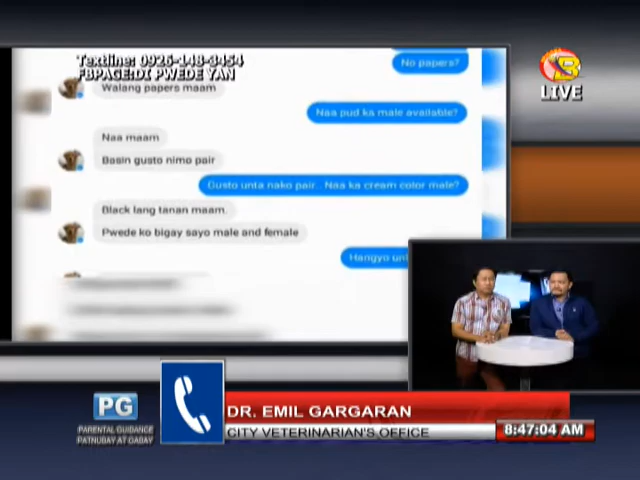 Textline: 0926-148-3454
FBPAGE:DI PWEDE YAN
No papers?
Walang papers maam
LIVE
Naa pud ka male available?
Naa maam
Basin gusto nimo pair
Gusto unta nako pair.. Naa ka cream color male?
Black lang tanan maam.
Pwede ko bigay sayo male and female
Hangyo
PG
PARENTAL GUIDANCE
PATNUBAY AT GABAY
DR. EMIL GARGARAN
CITY VETERINARIAN'S OFFICE
8:47:04 AM